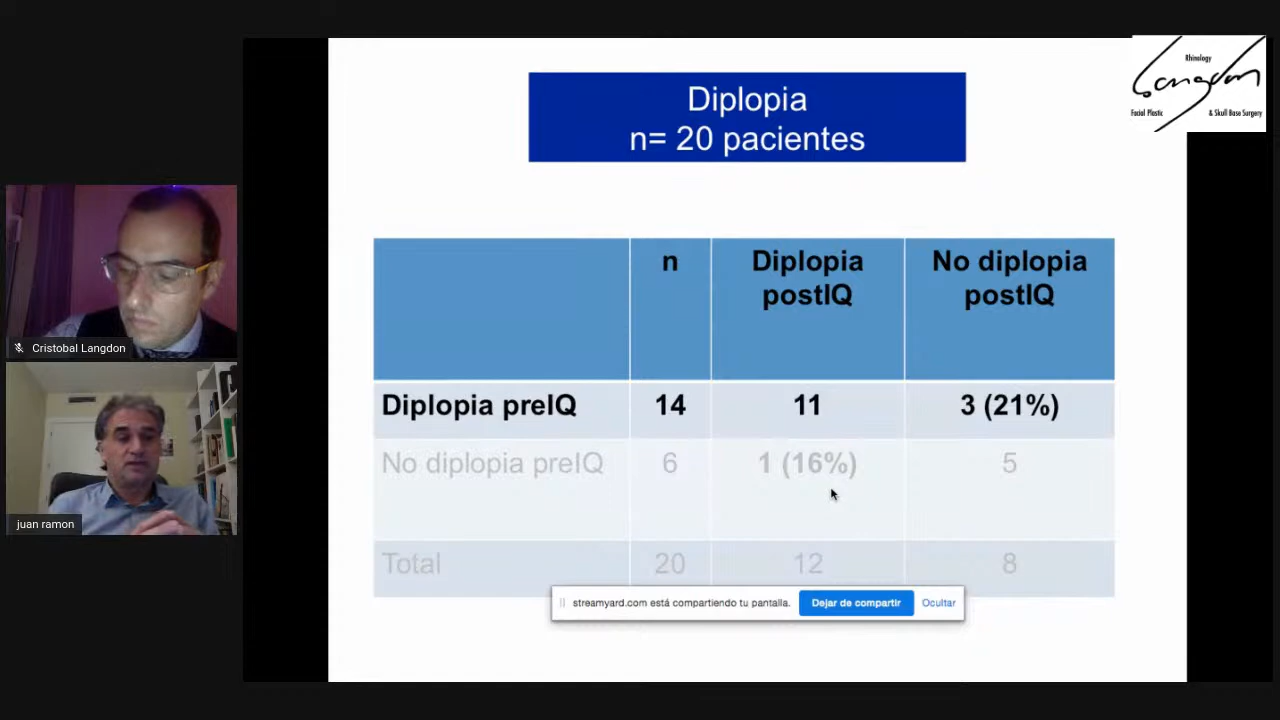 Rhinology
Langdon
Facial Plastic & Skull Base Surgery
Diplopia
n= 20 pacientes
n Diplopia postIQ No diplopia postIQ
Diplopia preIQ 14 11 3 (21%)
No diplopia preIQ 6 1 (16%) 5
Total 20 12 8
Cristobal Langdon
juan ramon
streamyard.com está compartiendo tu pantalla. Dejar de compartir Ocultar